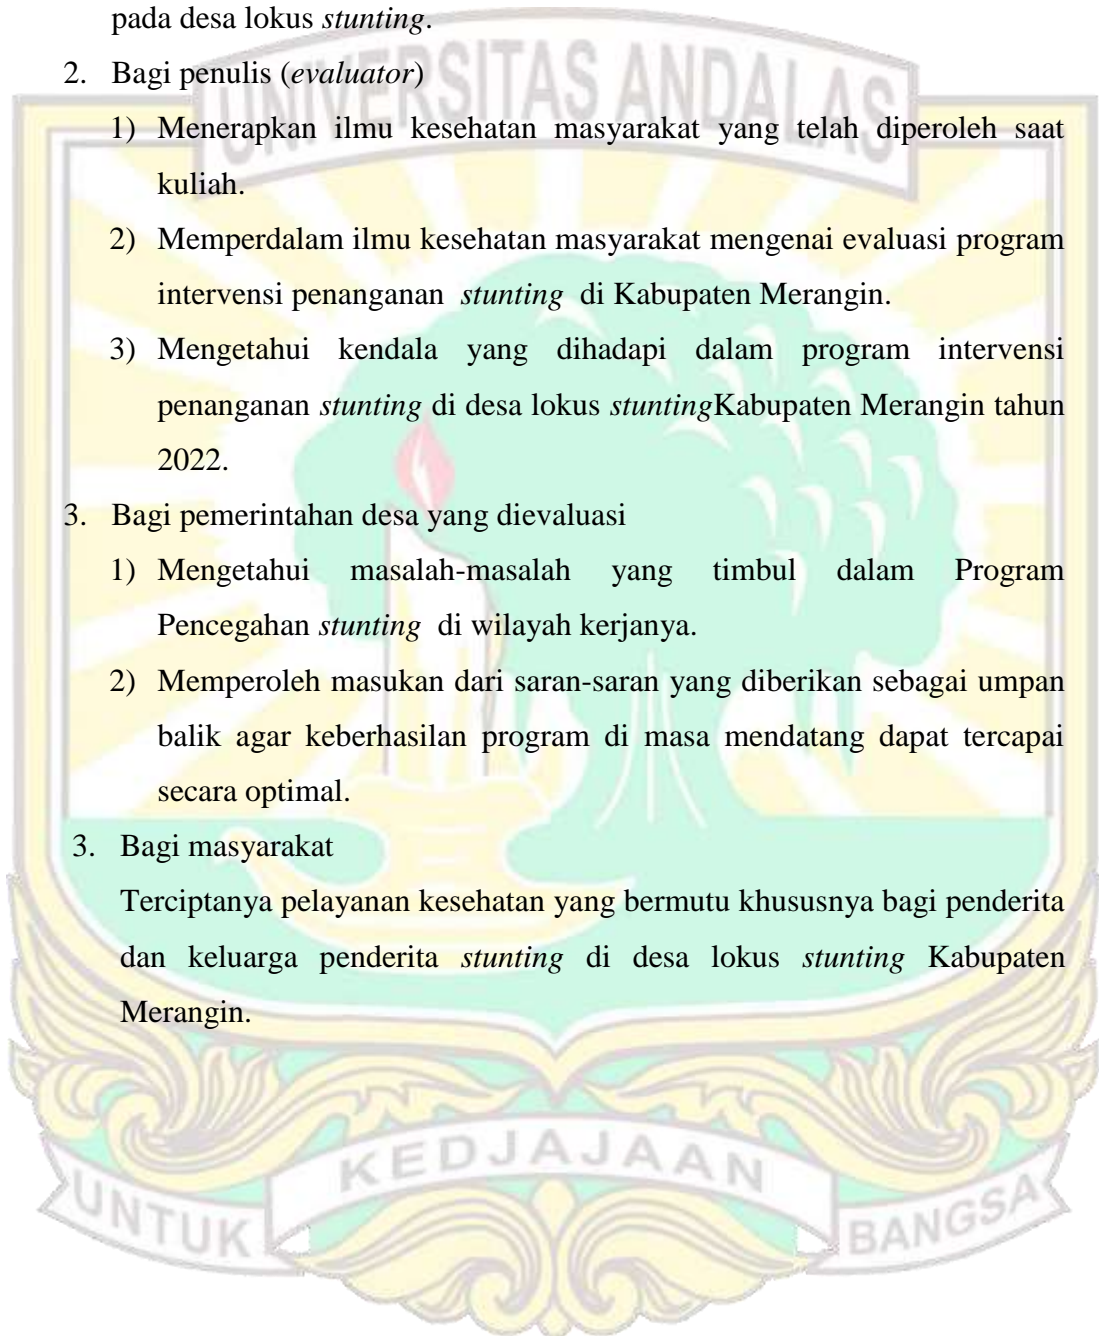 pada desa lokus stunting.
UNIVERSITAS ANDALAS
2. Bagi penulis (evaluator)
1) Menerapkan ilmu kesehatan masyarakat yang telah diperoleh saat
kuliah.
2) Memperdalam ilmu kesehatan masyarakat mengenai evaluasi program
intervensi penanganan stunting di Kabupaten Merangin.
3) Mengetahui kendala yang dihadapi dalam program intervensi
penanganan stunting di desa lokus stuntingKabupaten Merangin tahun
2022.
3. Bagi pemerintahan desa yang dievaluasi
1) Mengetahui masalah-masalah yang timbul dalam Program
Pencegahan stunting di wilayah kerjanya.
2) Memperoleh masukan dari saran-saran yang diberikan sebagai umpan
balik agar keberhasilan program di masa mendatang dapat tercapai
secara optimal.
3. Bagi masyarakat
Terciptanya pelayanan kesehatan yang bermutu khususnya bagi penderita
dan keluarga penderita stunting di desa lokus stunting Kabupaten
Merangin.
UNTUK KEDJAJAAN BANGSA